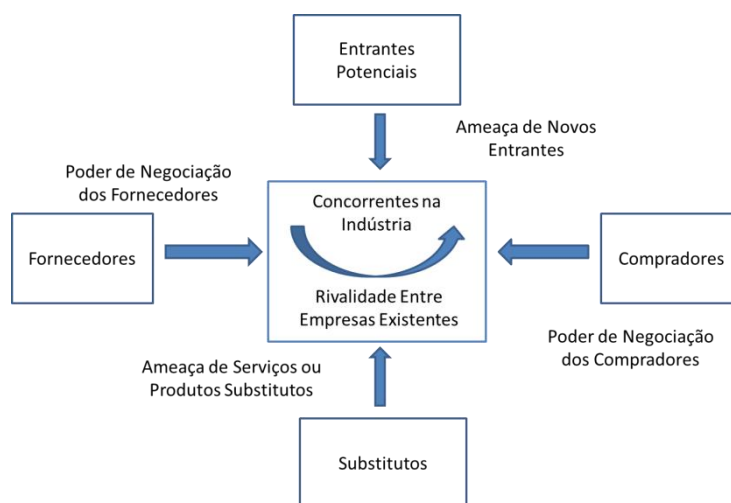 Entrantes
Potenciais
Ameaça de Novos
Entrantes
Poder de Negociação
dos Fornecedores
Fornecedores
Concorrentes na
Indústria
Rivalidade Entre
Empresas Existentes
Compradores
Poder de Negociação
dos Compradores
Ameaça de Serviços ou
Produtos Substitutos
Substitutos